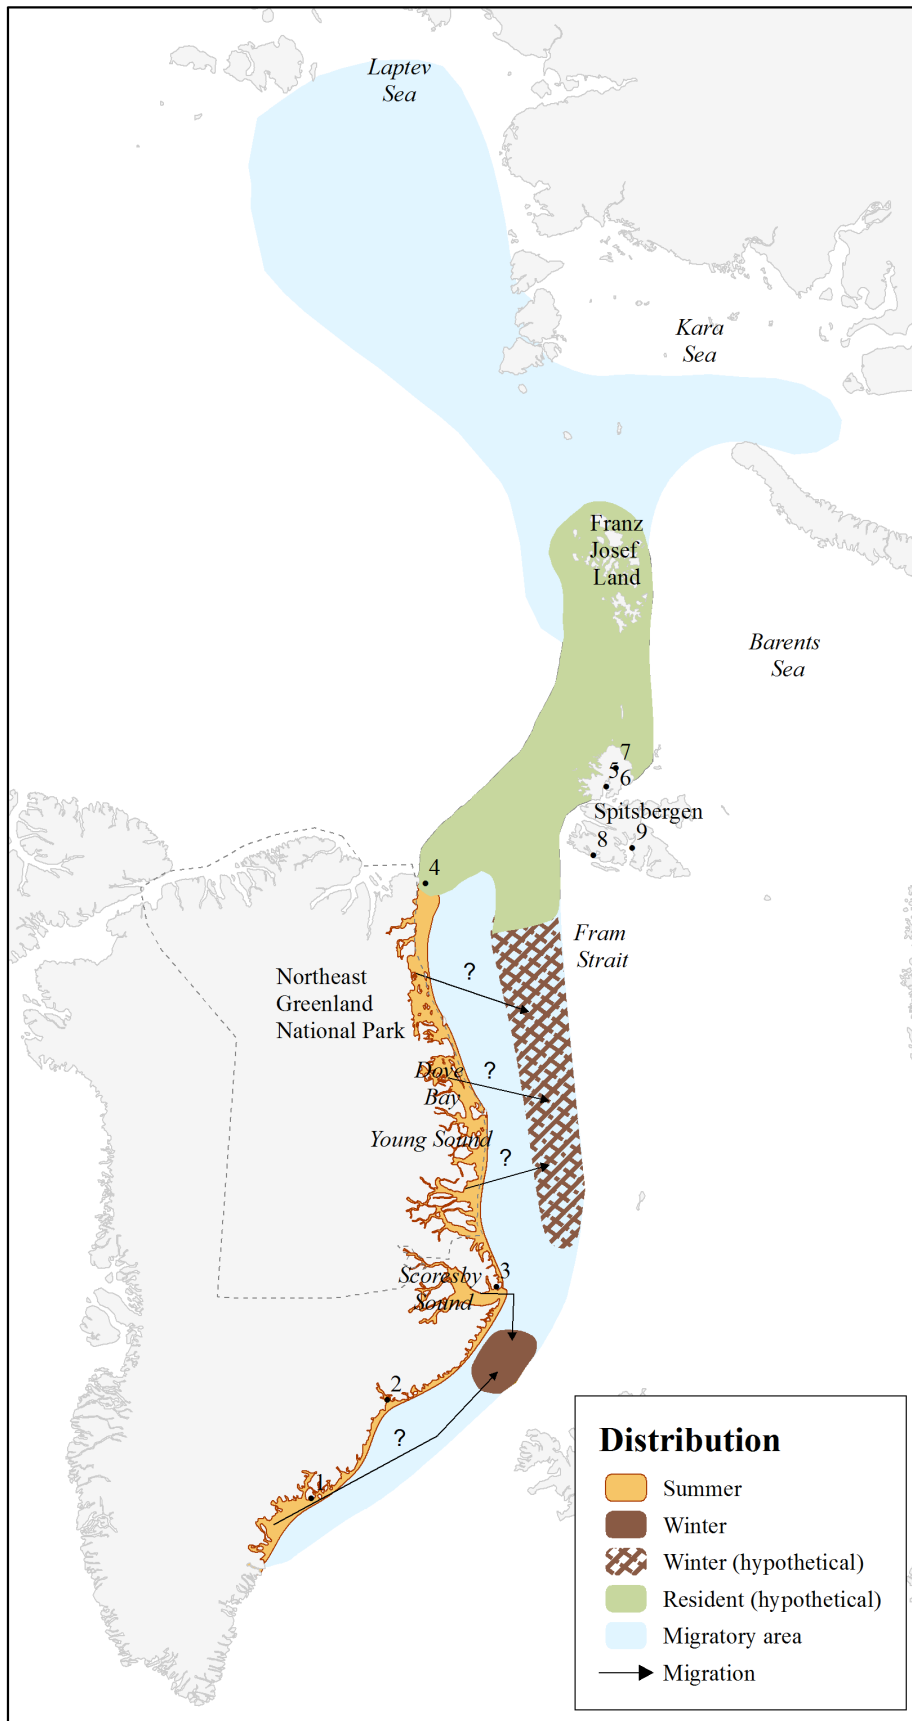 Laptev
Sea
Kara
Sea
Franz
Josef
Land
Barents
Sea
7
5
6
Spitsbergen
8
9
4
Fram
Strait
?
Northeast
Greenland
National Park
?
Dove
Bay
Young Sound
?
3
Scoresby
Sound
2
?
1
Distribution
Summer
Winter
Winter (hypothetical)
Resident (hypothetical)
Migratory area
Migration